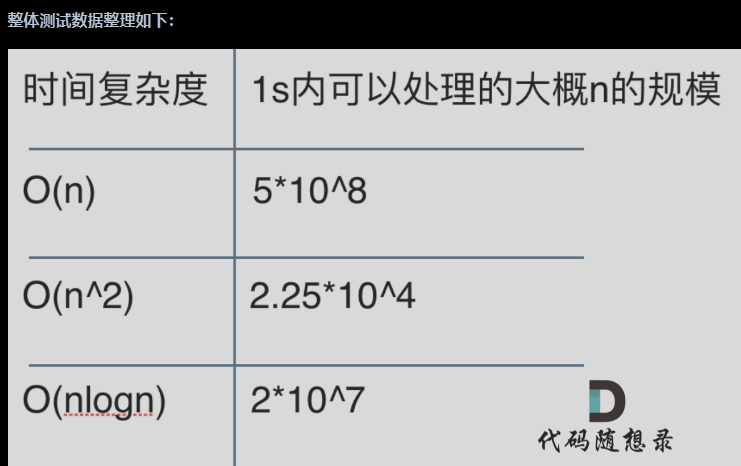 整体测试数据整理如下：
时间复杂度 1s内可以处理的大概n的规模
O(n) 5*10^8
O(n^2) 2.25*10^4
O(nlogn) 2*10^7
代码随想录